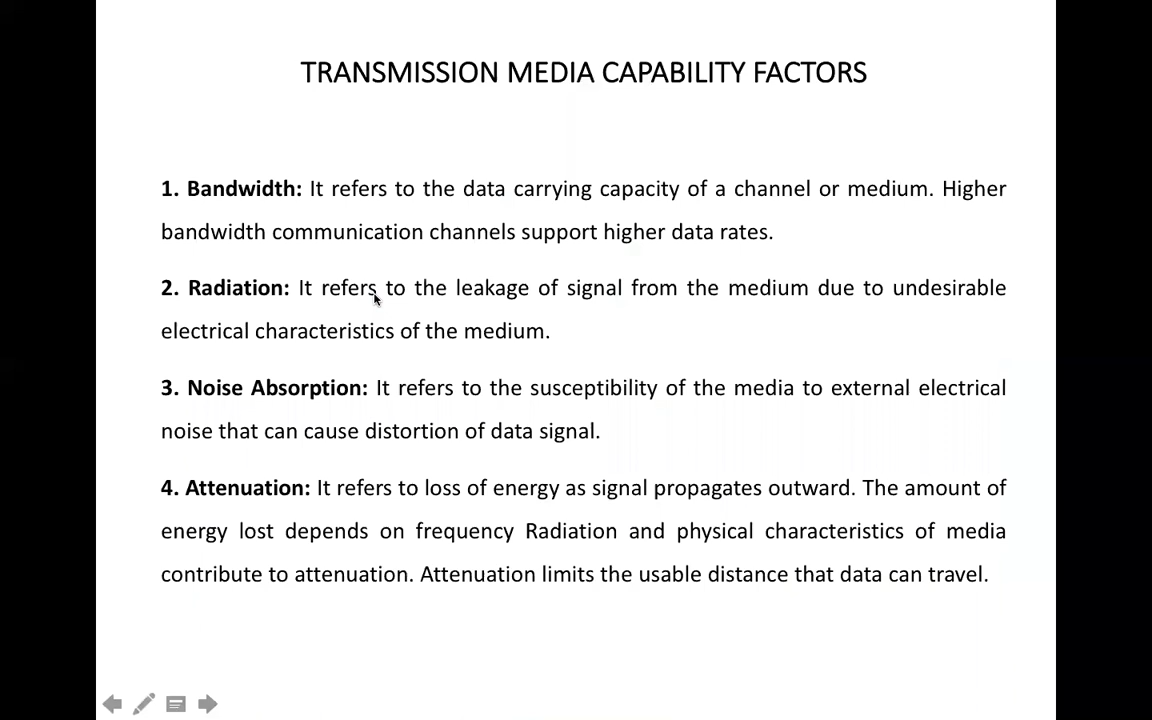 TRANSMISSION MEDIA CAPABILITY FACTORS
1. Bandwidth: It refers to the data carrying capacity of a channel or medium. Higher
bandwidth communication channels support higher data rates.
2. Radiation: It refers to the leakage of signal from the medium due to undesirable
electrical characteristics of the medium.
3. Noise Absorption: It refers to the susceptibility of the media to external electrical
noise that can cause distortion of data signal.
4. Attenuation: It refers to loss of energy as signal propagates outward. The amount of
energy lost depends on frequency Radiation and physical characteristics of media
contribute to attenuation. Attenuation limits the usable distance that data can travel.